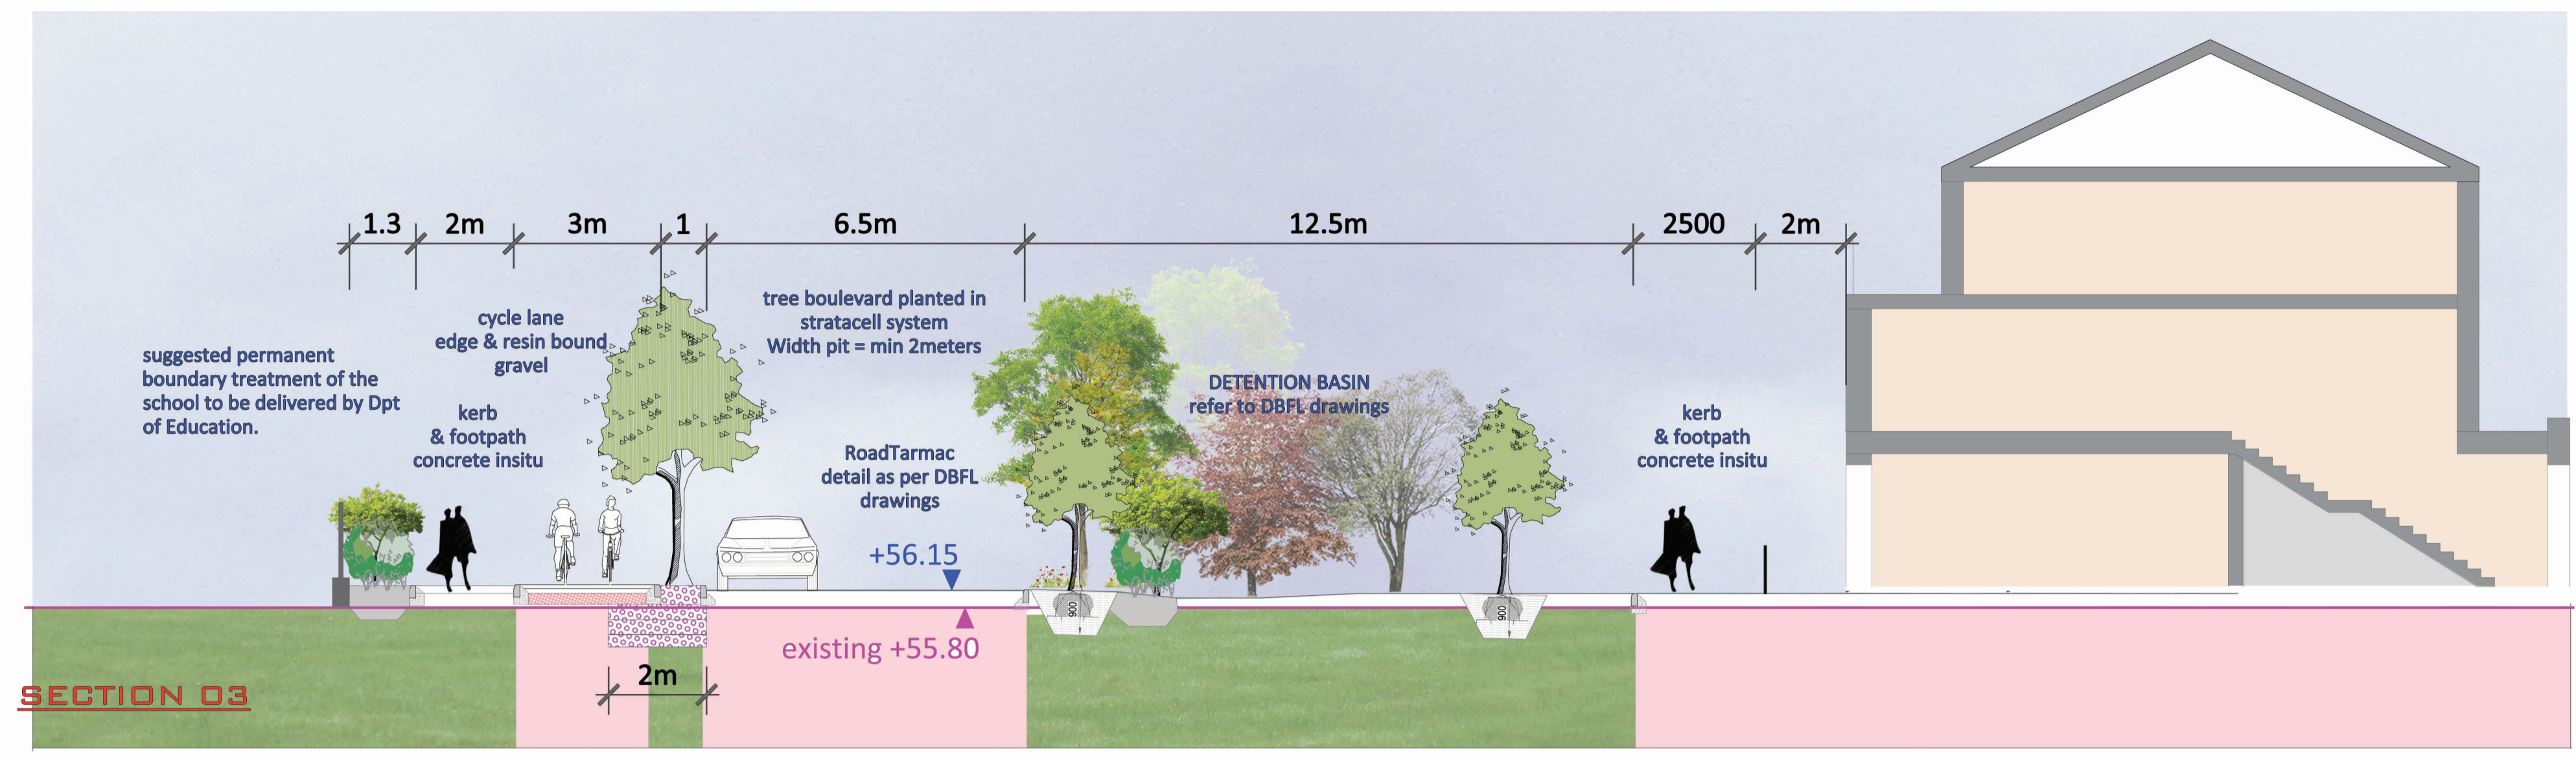 1.3
2m
3m
1
6.5m
12.5m
2500
2m
suggested permanent
boundary treatment of the
school to be delivered by Dpt
of Education.
cycle lane
edge & resin bound
gravel
kerb
& footpath
concrete insitu
tree boulevard planted in
stratacell system
Width pit = min 2meters
RoadTarmac
detail as per DBFL
drawings
+56.15
existing +55.80
DETENTION BASIN
refer to DBFL drawings
kerb
& footpath
concrete insitu
900
900
2m
SECTION 03